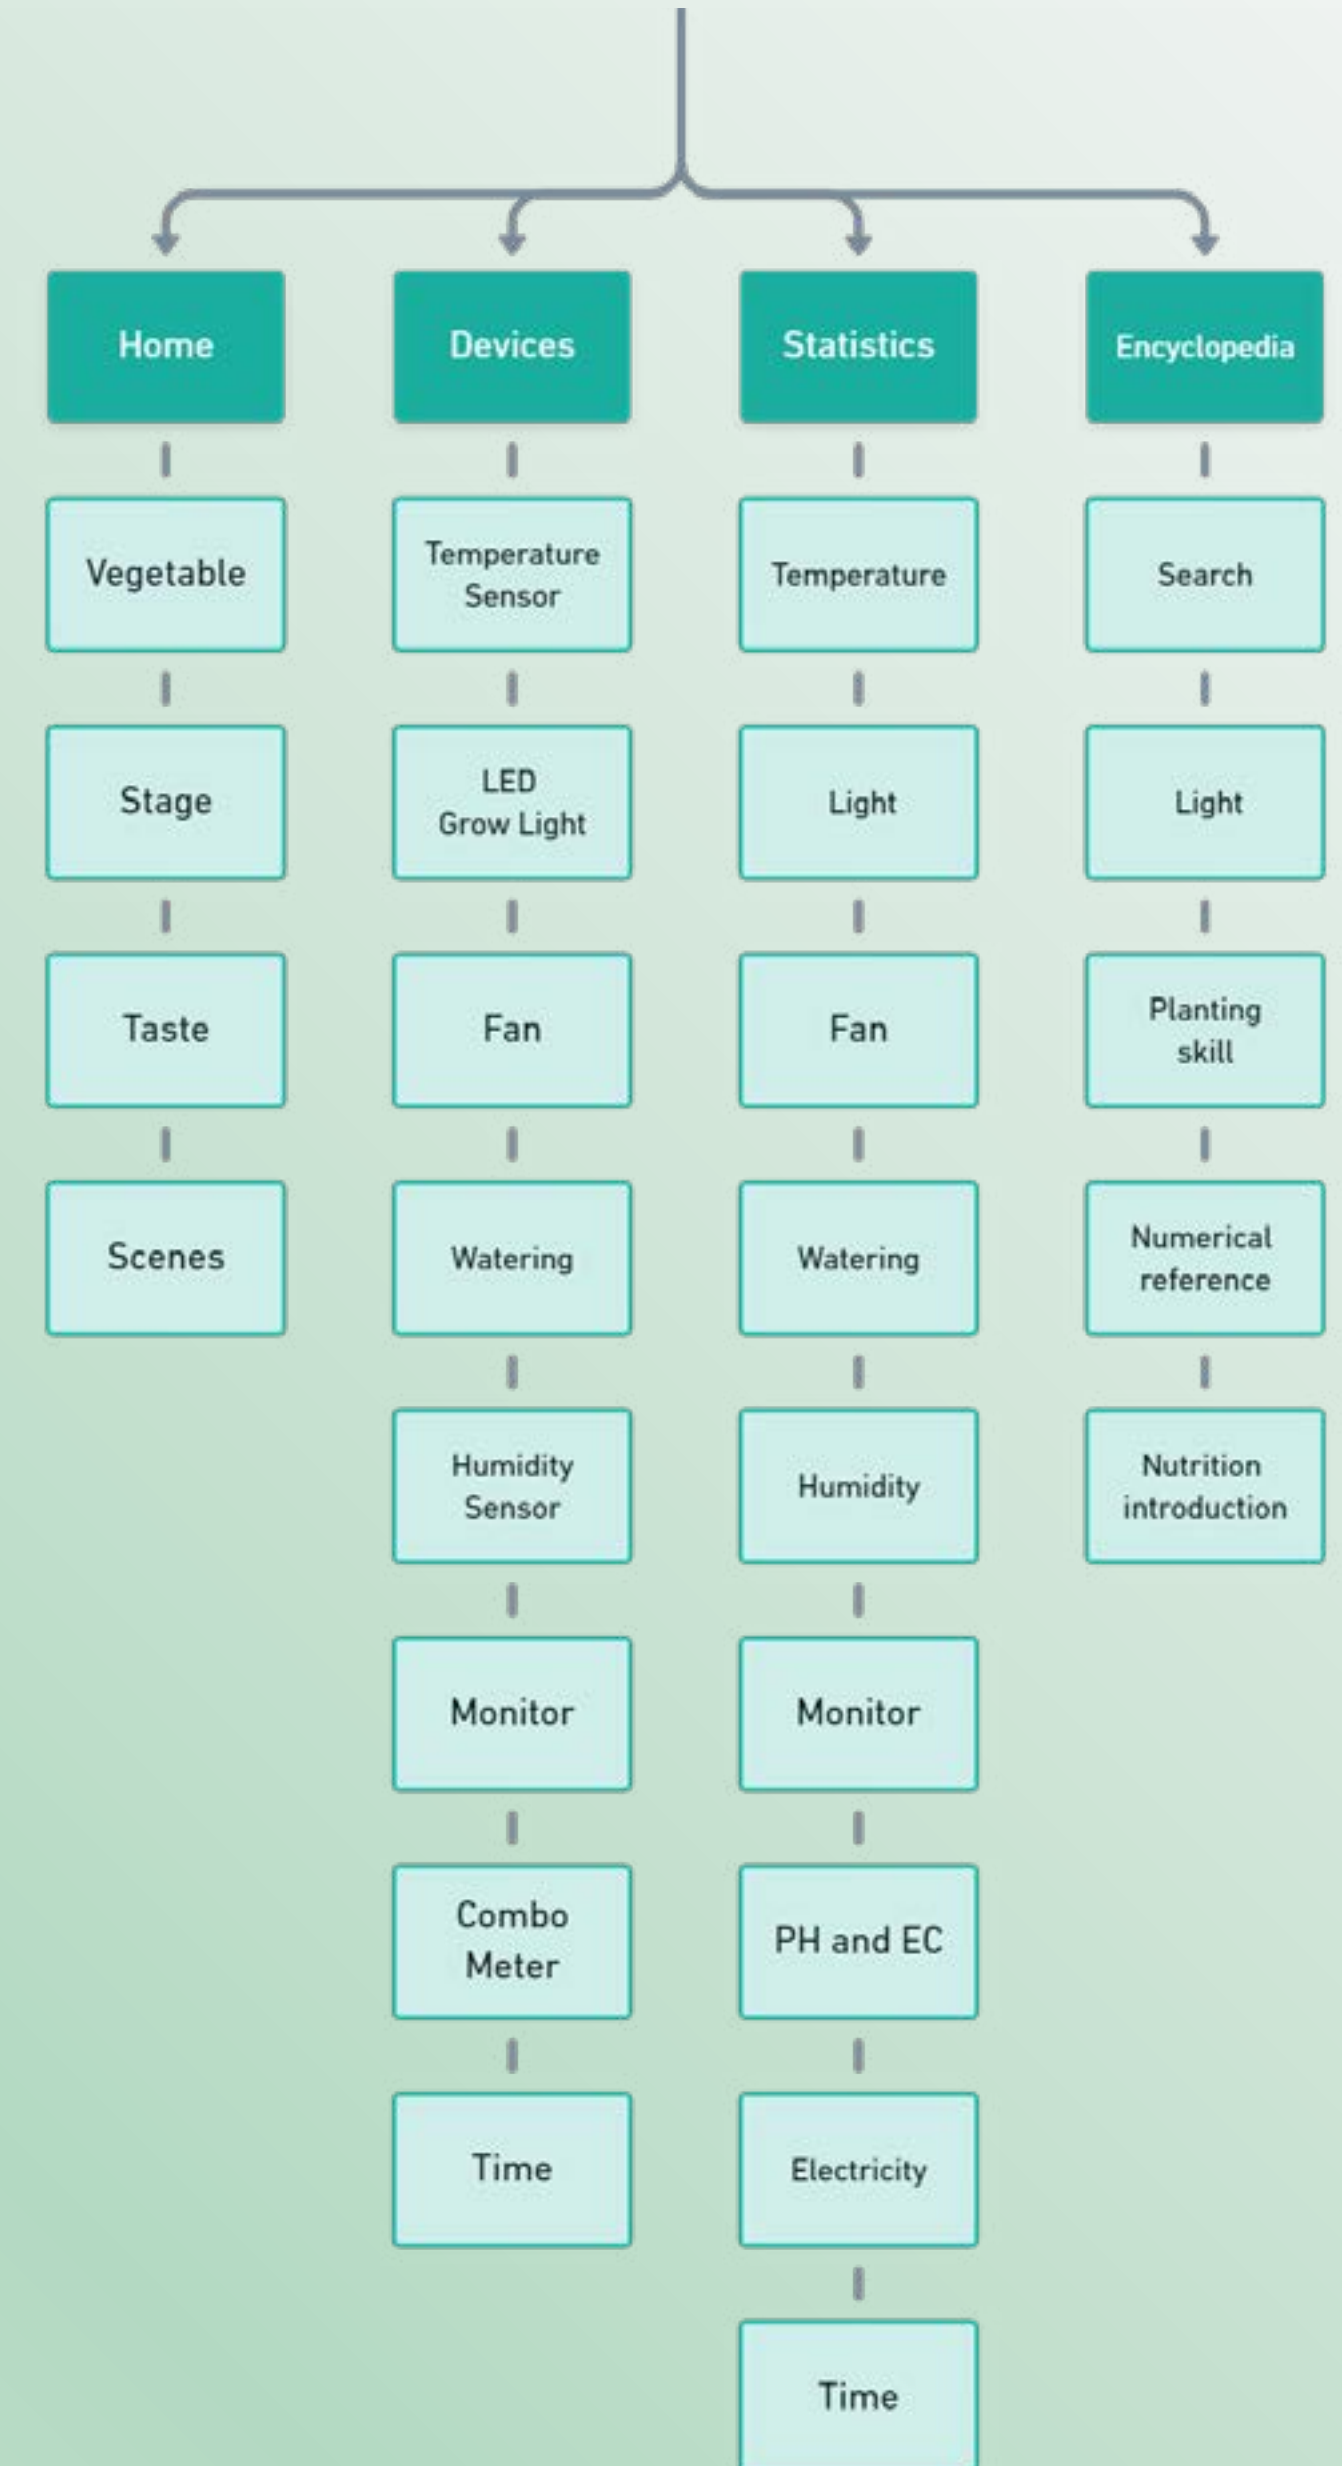 Home
Vegetable
Stage
Taste
Scenes
Devices
Temperature
Sensor
LED
Grow Light
Fan
Watering
Humidity
Sensor
Monitor
Combo
Meter
Time
Statistics
Temperature
Light
Fan
Watering
Humidity
Monitor
PH and EC
Electricity
Time
Encyclopedia
Search
Light
Planting
skill
Numerical
reference
Nutrition
introduction